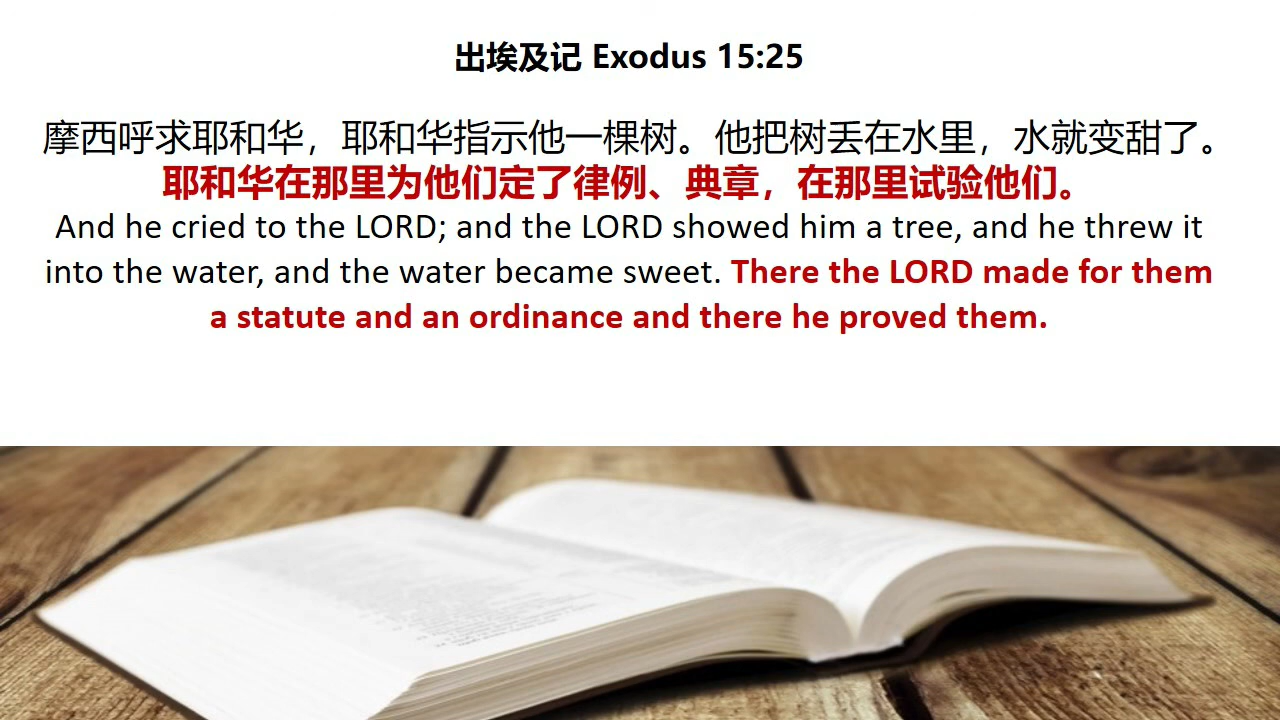 出埃及记 Exodus 15:25
摩西呼求耶和华，耶和华指示他一棵树。他把树丢在水里，水就变甜了。
耶和华在那里为他们定了律例、典章，在那里试验他们。
And he cried to the LORD; and the LORD showed him a tree, and he threw it
into the water, and the water became sweet. There the LORD made for them
a statute and an ordinance and there he proved them.